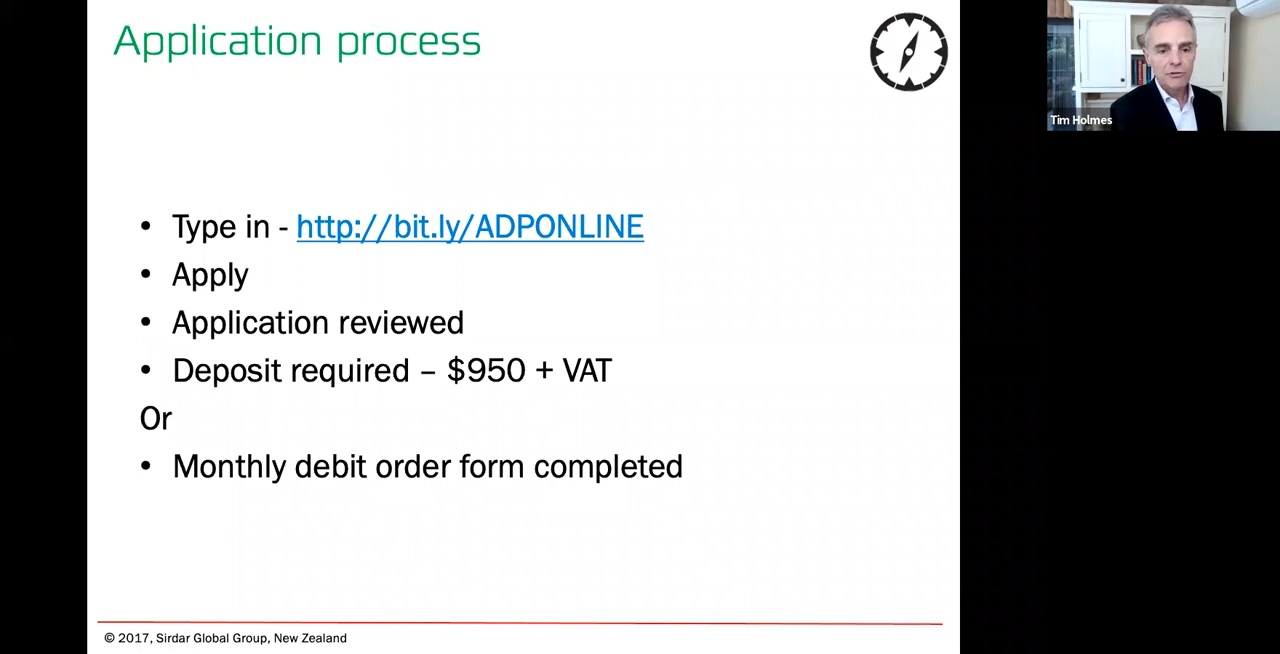 Application process
Tim Holmes
• Type in - http://bit.ly/ADPONLINE
• Apply
• Application reviewed
• Deposit required – $950 + VAT
Or
• Monthly debit order form completed
© 2017, Sirdar Global Group, New Zealand